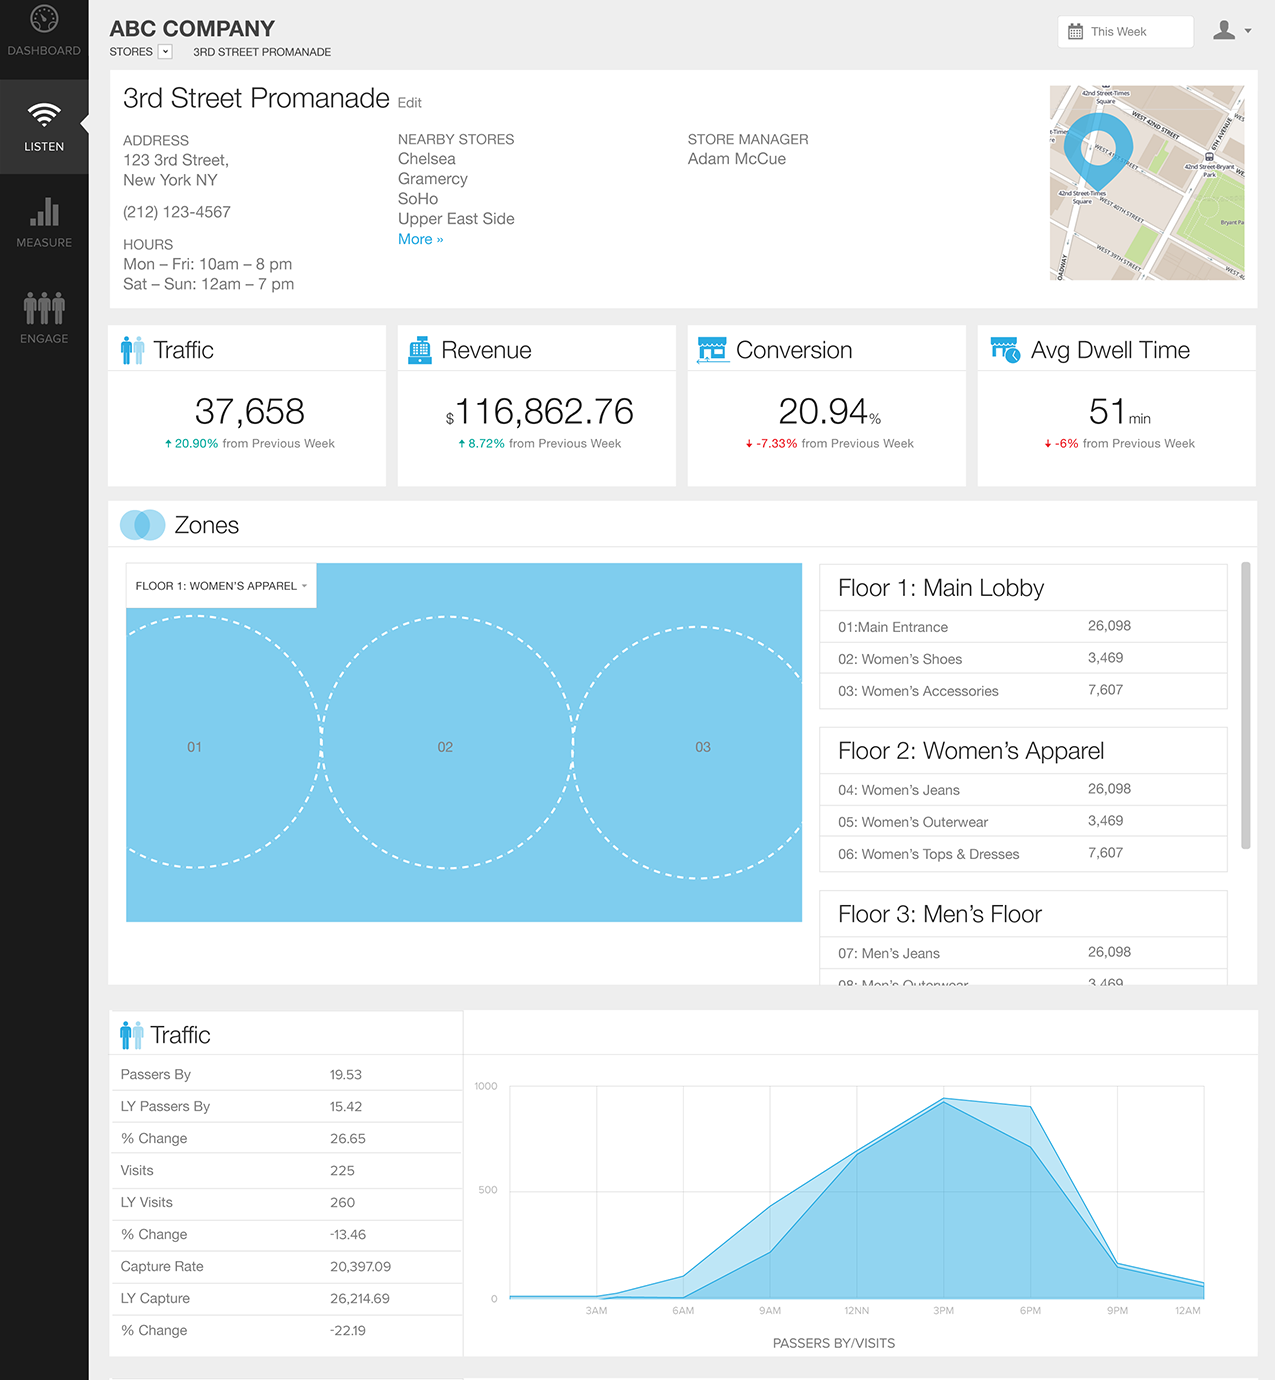 DASHBOARD
LISTEN
MEASURE
ENGAGE
ABC COMPANY
STORES
3RD STREET PROMANADE
This Week
3rd Street Promanade Edit
ADDRESS
123 3rd Street,
New York NY
(212) 123-4567
HOURS
Mon – Fri: 10am – 8 pm
Sat – Sun: 12am – 7 pm
NEARBY STORES
Chelsea
Gramercy
SoHo
Upper East Side
More »
STORE MANAGER
Adam McCue
42nd Street-Times
Square
WEST 42ND STREET
6TH AVENUE
WEST 41ST STREET
42nd Street-Bryant
Park
42nd Street-Times
Square
WEST 40TH STREET
Bryant Pa
WEST 39TH STREET
OADWAY
Traffic
37,658
20.90% from Previous Week
Revenue
$116,862.76
8.72% from Previous Week
Conversion
20.94%
-7.33% from Previous Week
Avg Dwell Time
51min
-6% from Previous Week
Zones
FLOOR 1: WOMEN'S APPAREL
01
02
03
Floor 1: Main Lobby
01:Main Entrance 26,098
02: Women's Shoes 3,469
03: Women's Accessories 7,607
Floor 2: Women's Apparel
04: Women's Jeans 26,098
05: Women's Outerwear 3,469
06: Women's Tops & Dresses 7,607
Floor 3: Men's Floor
07: Men's Jeans 26,098
08: Men's Outerwear 3,469
Traffic
Passers By 19.53
LY Passers By 15.42
% Change 26.65
Visits 225
LY Visits 260
% Change -13.46
Capture Rate 20,397.09
LY Capture 26,214.69
% Change -22.19
1000
500
0
3AM 6AM 9AM 12NN 3PM 6PM 9PM 12AM
PASSERS BY/VISITS